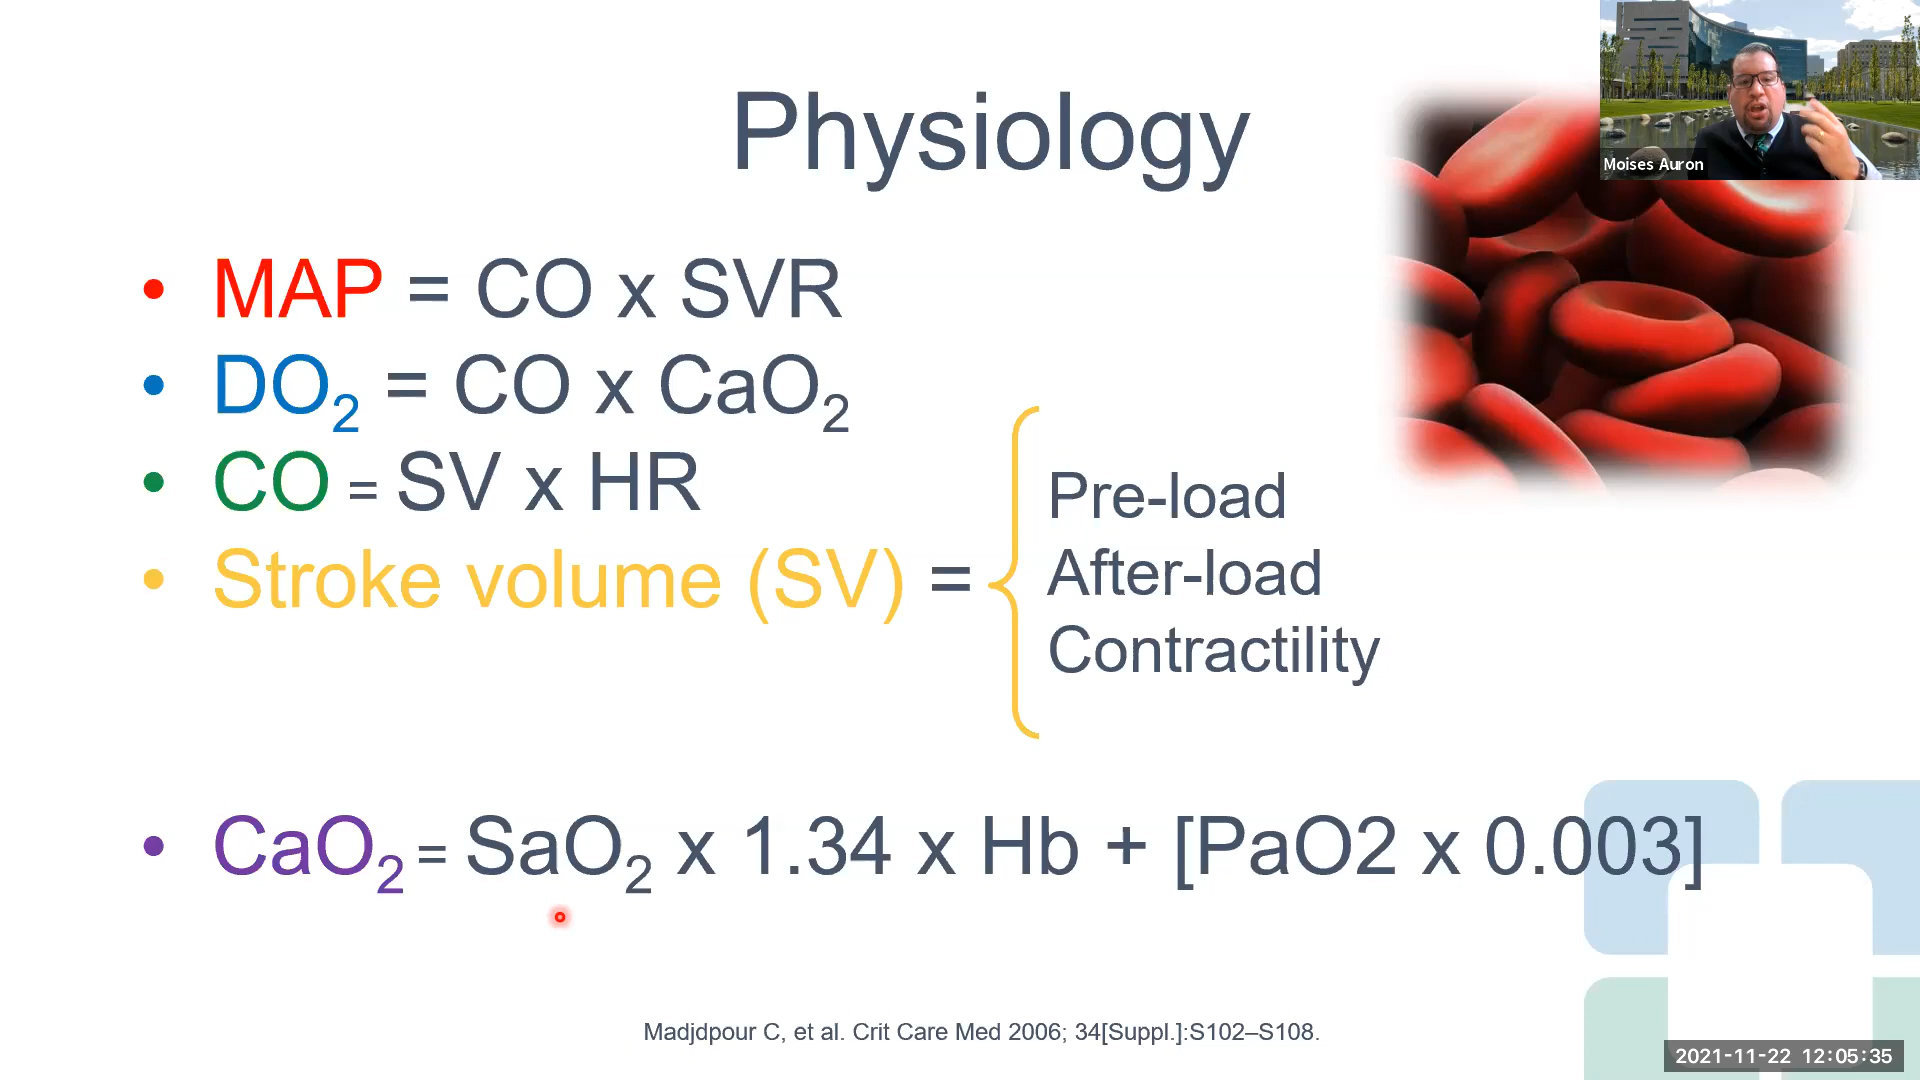 Physiology
Moises Auron
• MAP = CO x SVR
• DO₂ = CO x CaO₂
• CO = SV x HR
• Stroke volume (SV) =
Pre-load
After-load
Contractility
• CaO₂ = SaO₂ x 1.34 x Hb + [PaO2 x 0.003]
Madjdpour C, et al. Crit Care Med 2006; 34[Suppl.]:S102–S108.
2021-11-22 12:05:35